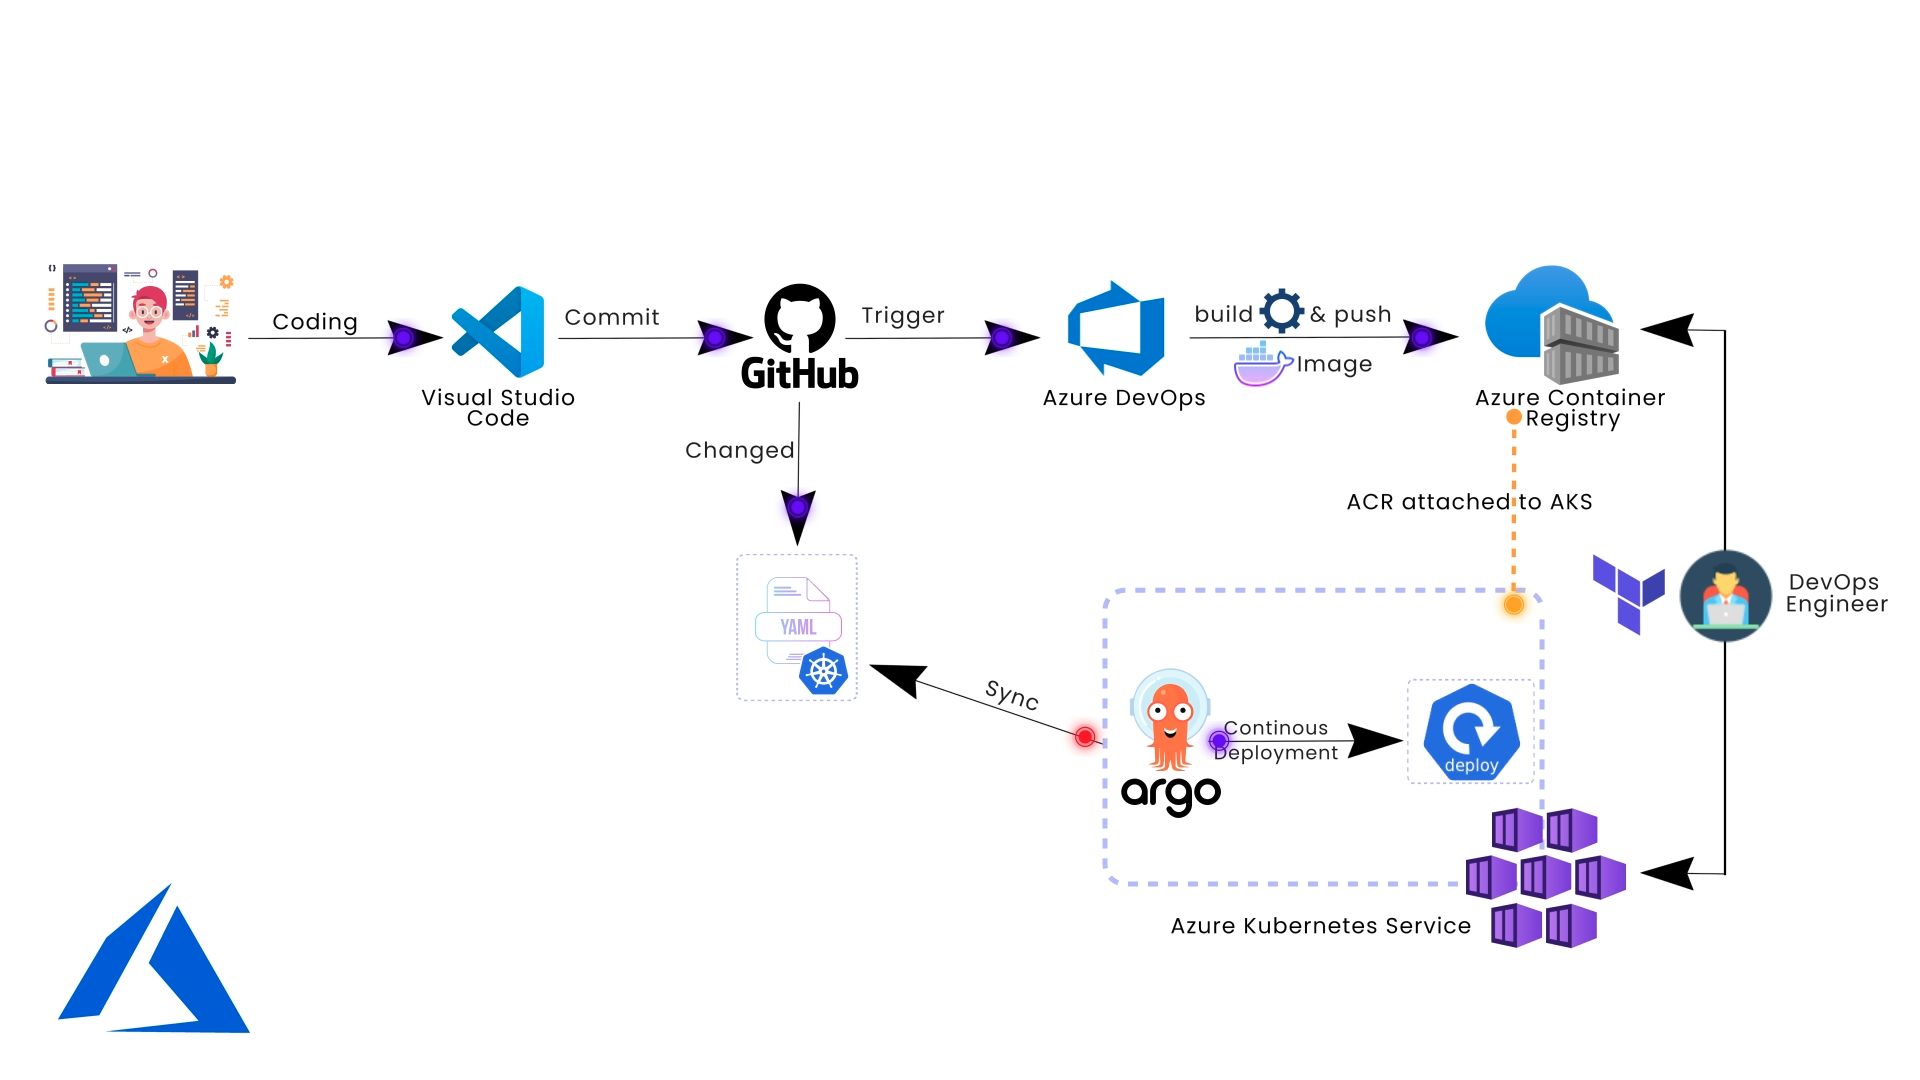 Coding
Commit
Trigger
build & push
Image
GitHub
Visual Studio
Code
Azure DevOps
Azure Container
Registry
Changed
ACR attached to AKS
YAML
DevOps
Engineer
Sync
Continous
Deployment
deploy
argo
Azure Kubernetes Service